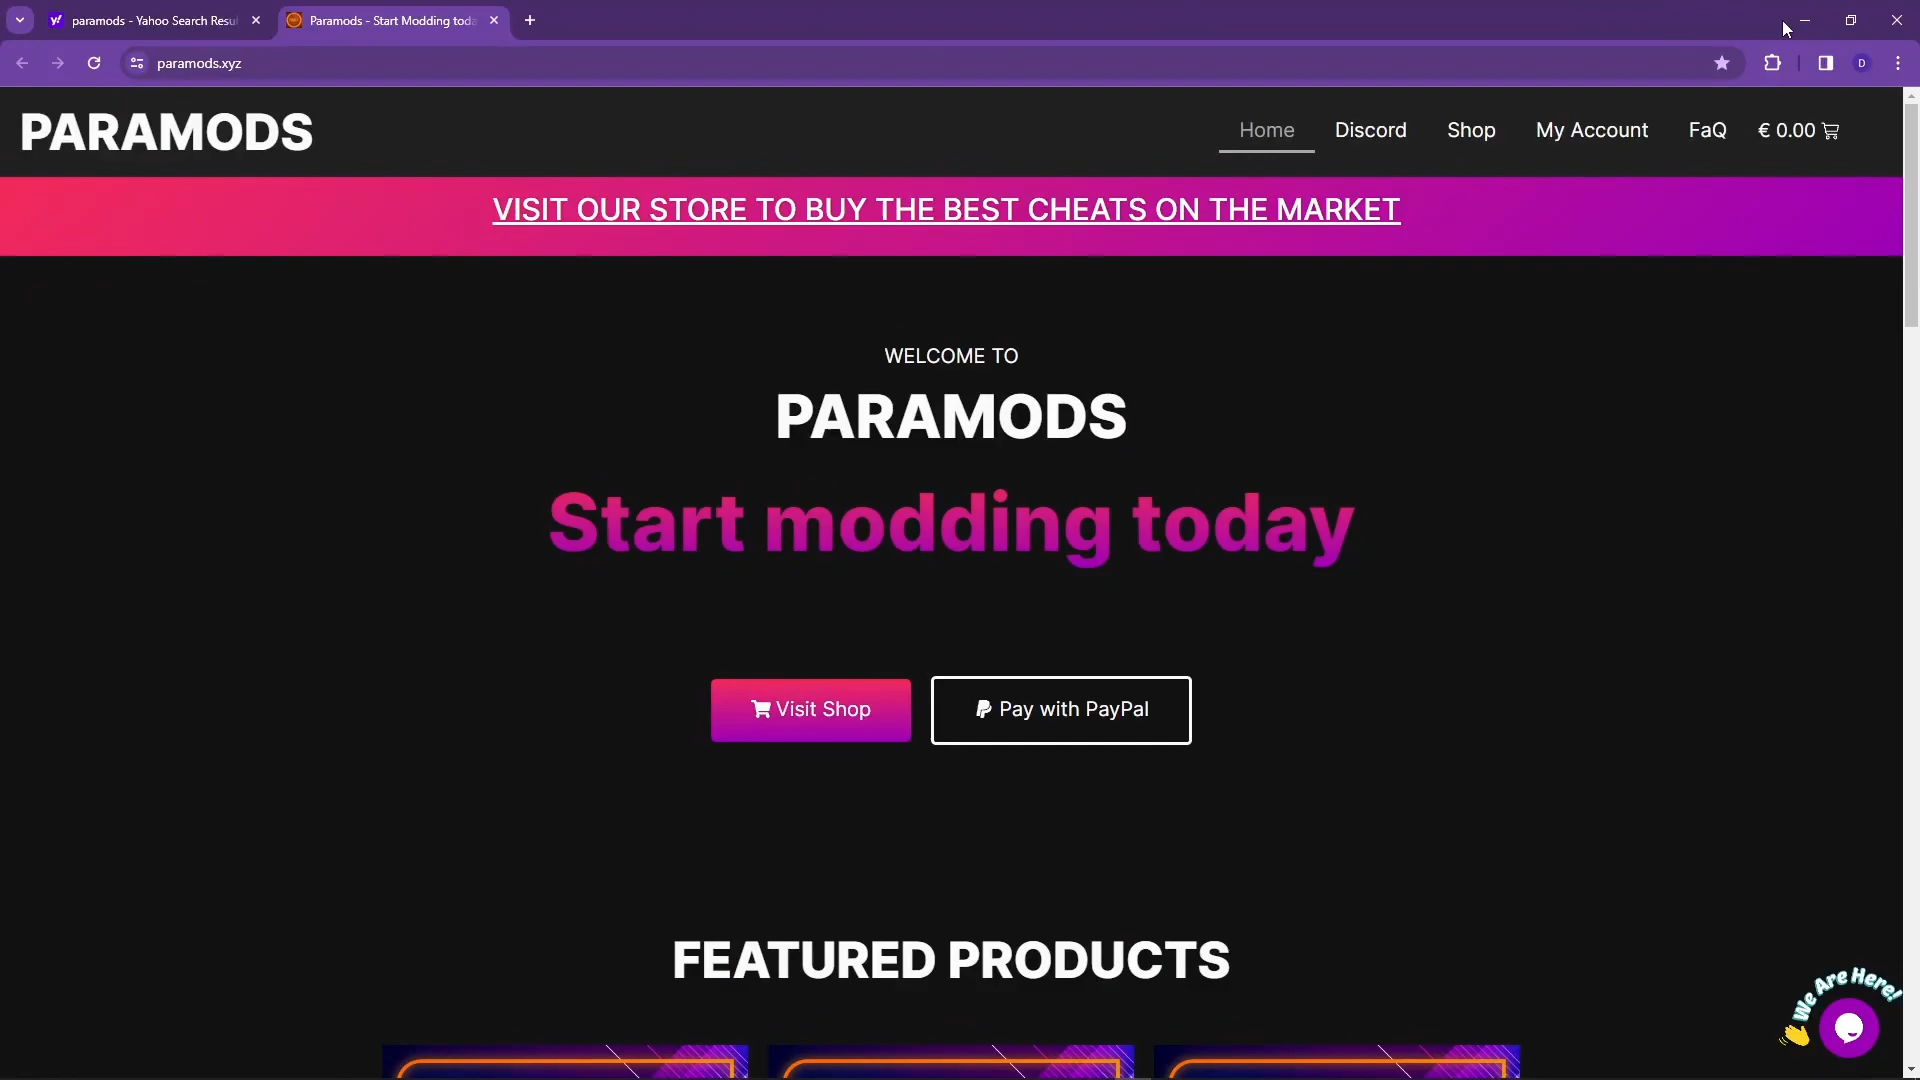 paramods - Yahoo Search Resu
Paramods - Start Modding toda
paramods.xyz
D
PARAMODS
Home
Discord
Shop
My Account
FaQ
€ 0.00
VISIT OUR STORE TO BUY THE BEST CHEATS ON THE MARKET
WELCOME TO
PARAMODS
Start modding today
Visit Shop
Pay with PayPal
FEATURED PRODUCTS
We Are Here!